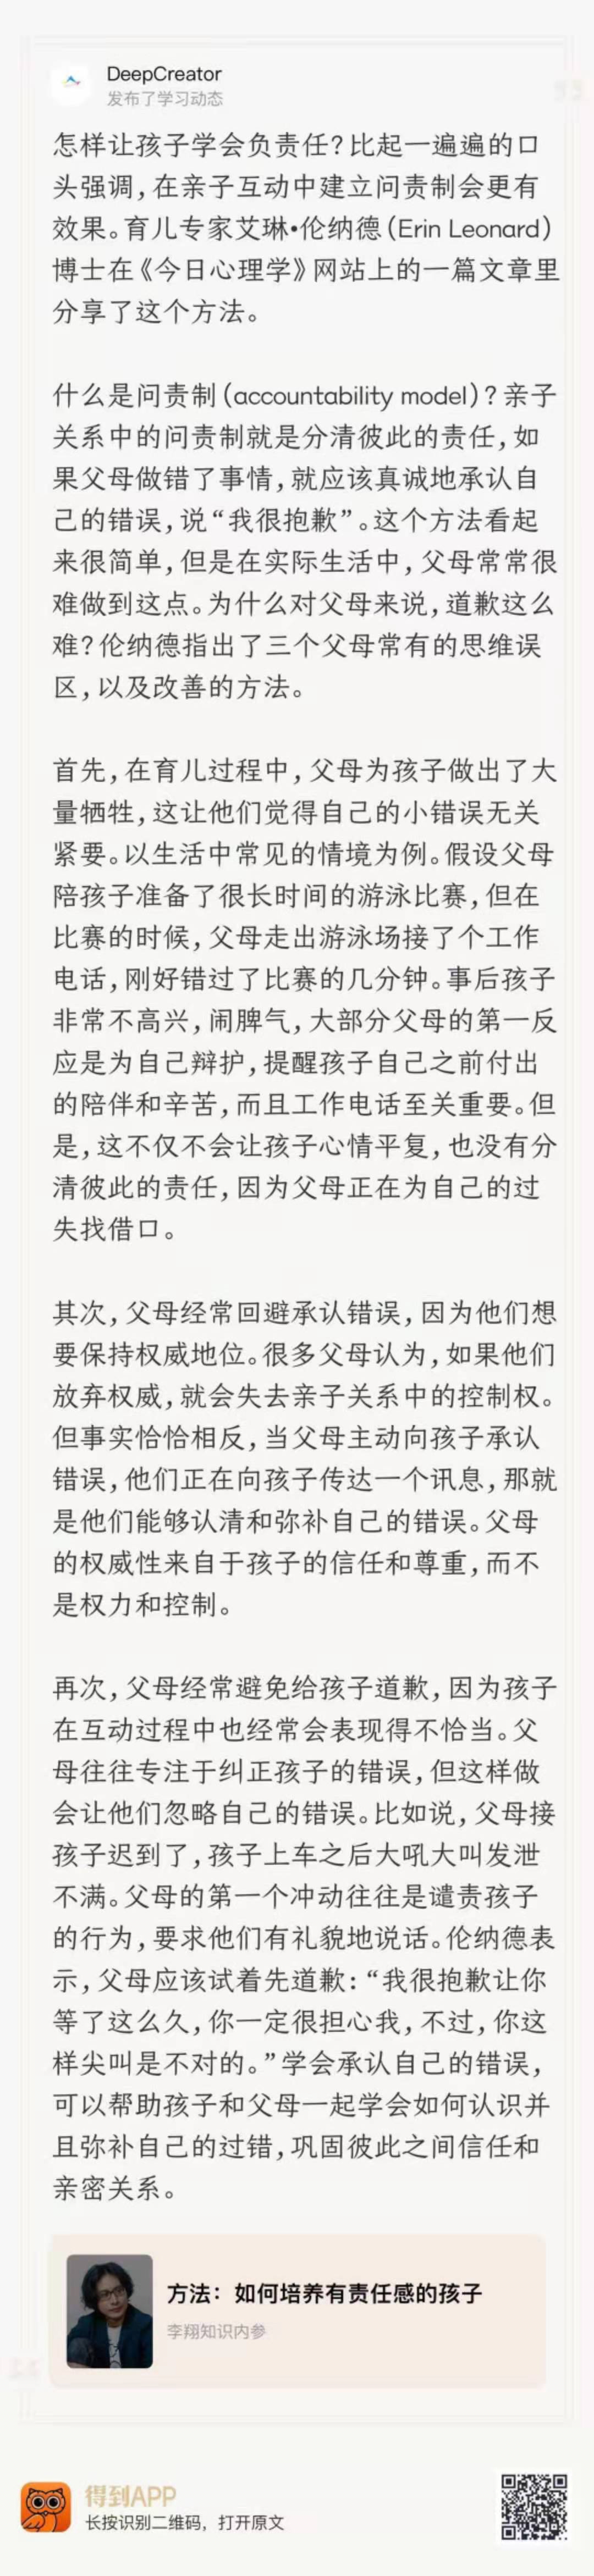 DeepCreator
发布了学习动态
怎样让孩子学会负责任？比起一遍遍的口
头强调，在亲子互动中建立问责制会更有
效果。育儿专家艾琳•伦纳德（Erin Leonard）
博士在《今日心理学》网站上的一篇文章里
分享了这个方法。
什么是问责制（accountability model）？亲子
关系中的问责制就是分清彼此的责任，如
果父母做错了事情，就应该真诚地承认自
己的错误，说“我很抱歉”。这个方法看起
来很简单，但是在实际生活中，父母常常很
难做到这点。为什么对父母来说，道歉这么
难？伦纳德指出了三个父母常有的思维误
区，以及改善的方法。
首先，在育儿过程中，父母为孩子做出了大
量牺牲，这让他们觉得自己的小错误无关
紧要。以生活中常见的情境为例。假设父母
陪孩子准备了很长时间的游泳比赛，但在
比赛的时候，父母走出游泳场接了个工作
电话，刚好错过了比赛的几分钟。事后孩子
非常不高兴，闹脾气，大部分父母的第一反
应是为自己辩护，提醒孩子自己之前付出
的陪伴和辛苦，而且工作电话至关重要。但
是，这不仅不会让孩子心情平复，也没有分
清彼此的责任，因为父母正在为自己的过
失找借口。
其次，父母经常回避承认错误，因为他们想
要保持权威地位。很多父母认为，如果他们
放弃权威，就会失去亲子关系中的控制权。
但事实恰恰相反，当父母主动向孩子承认
错误，他们正在向孩子传达一个讯息，那就
是他们能够认清和弥补自己的错误。父母
的权威性来自于孩子的信任和尊重，而不
是权力和控制。
再次，父母经常避免给孩子道歉，因为孩子
在互动过程中也经常会表现得不恰当。父
母往往专注于纠正孩子的错误，但这样做
会让他们忽略自己的错误。比如说，父母接
孩子迟到了，孩子上车之后大吼大叫发泄
不满。父母的第一个冲动往往是谴责孩子
的行为，要求他们有礼貌地说话。伦纳德表
示，父母应该试着先道歉：“我很抱歉让你
等了这么久，你一定很担心我，不过，你这
样尖叫是不对的。”学会承认自己的错误，
可以帮助孩子和父母一起学会如何认识并
且弥补自己的过错，巩固彼此之间信任和
亲密关系。
方法：如何培养有责任感的孩子
李翔知识内参
得到APP
长按识别二维码，打开原文